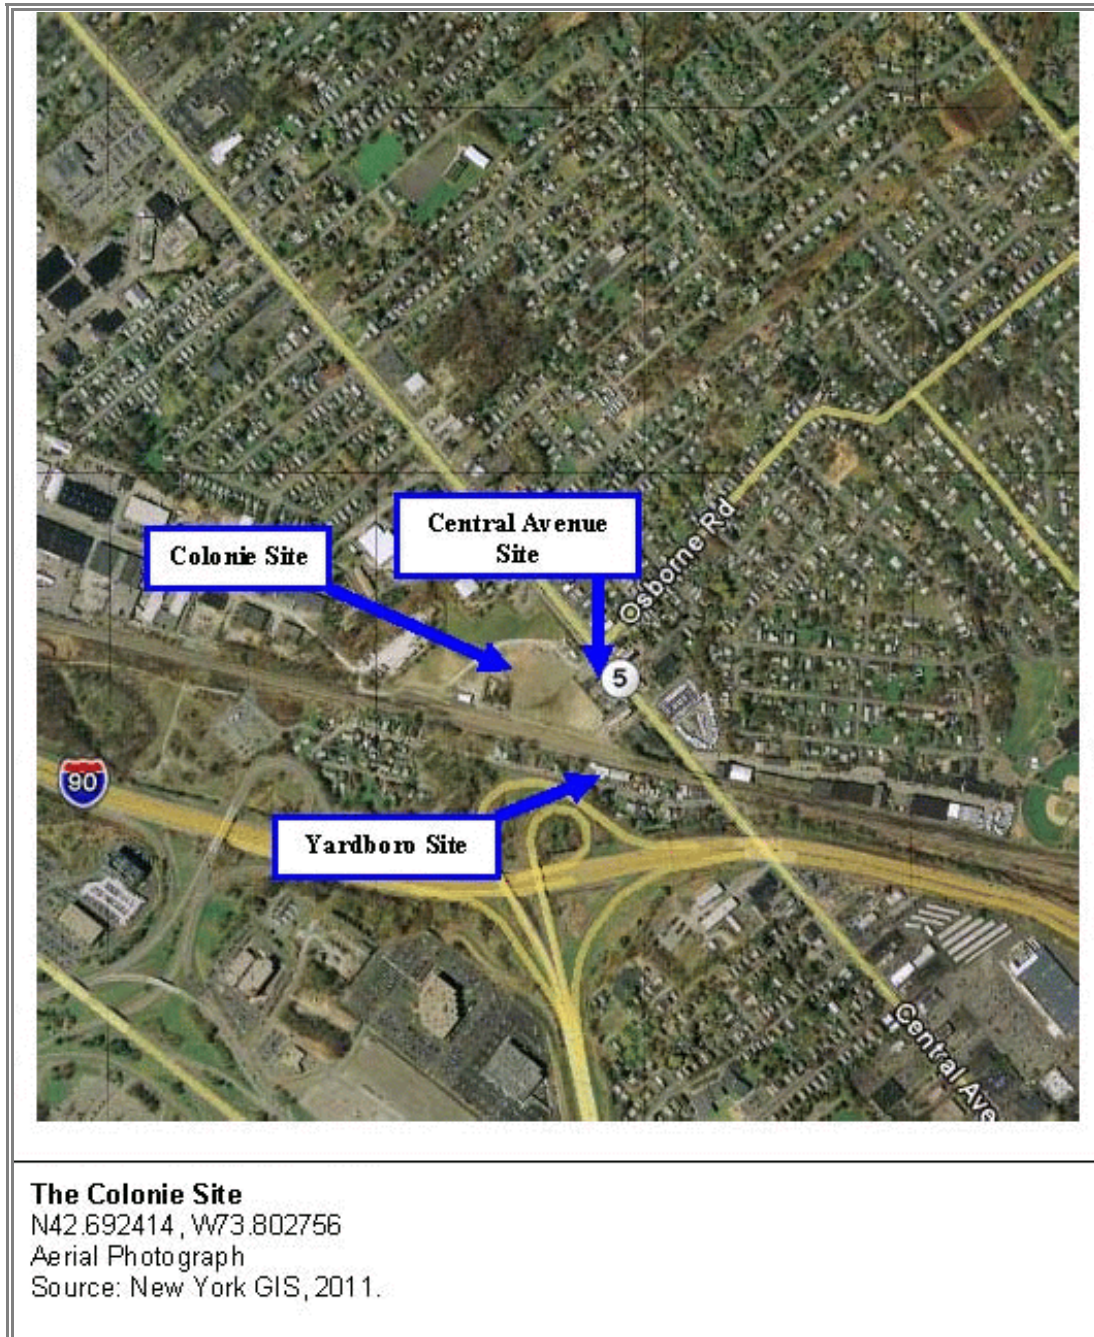 Central Avenue
Site
Colonie Site
Osborne Rd
5
90
Yardboro Site
Central Ave
The Colonie Site
N42.692414, W73.802756
Aerial Photograph
Source: New York GIS, 2011.